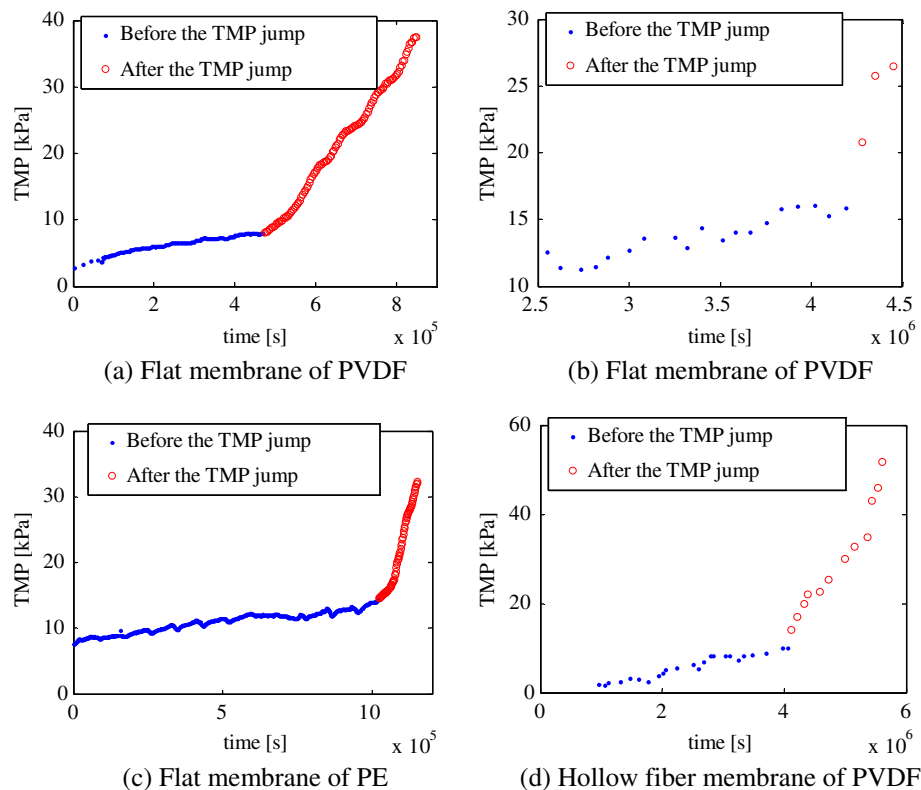 40
30
20
10
0
TMP [kPa]
Before the TMP jump
After the TMP jump
0 2 4 6 8
time [s]
x 10^5
(a) Flat membrane of PVDF
30
25
20
15
10
TMP [kPa]
Before the TMP jump
After the TMP jump
2.5 3 3.5 4 4.5
time [s]
x 10^6
(b) Flat membrane of PVDF
40
30
20
10
0
TMP [kPa]
Before the TMP jump
After the TMP jump
0 5 10
time [s]
x 10^5
(c) Flat membrane of PE
60
40
20
0
TMP [kPa]
Before the TMP jump
After the TMP jump
0 2 4 6
time [s]
x 10^6
(d) Hollow fiber membrane of PVDF